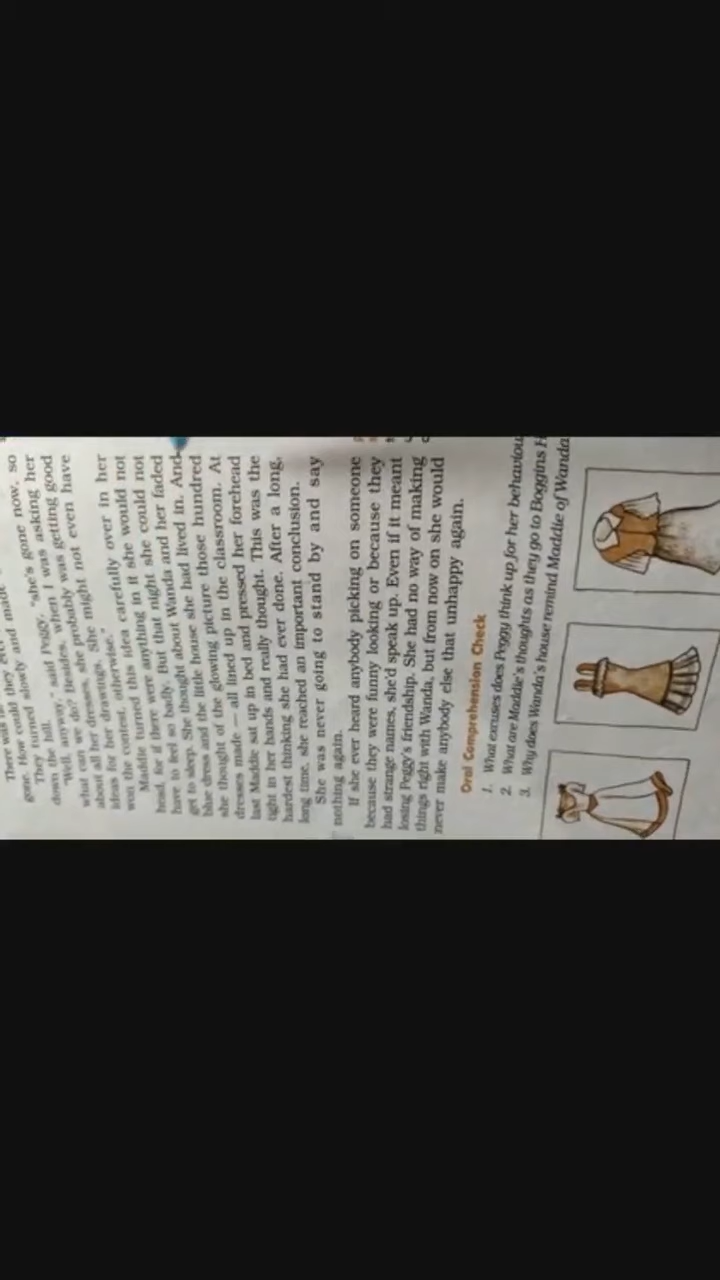 There was
gone. How could they
They turned slowly and made
down the hill.
"Well, anyway," said Peggy, "she's gone now, so
what can we do? Besides, when I was asking her
about all her dresses, she probably was getting good
ideas for her drawings. She might not even have
won the contest, otherwise."
Maddie turned this idea carefully over in her
head, for if there were anything in it she would not
have to feel so badly. But that night she could not
get to sleep. She thought about Wanda and her faded
blue dress and the little house she had lived in. And
she thought of the glowing picture those hundred
dresses made — all lined up in the classroom. At
last Maddie sat up in bed and pressed her forehead
tight in her hands and really thought. This was the
hardest thinking she had ever done. After a long,
long time, she reached an important conclusion.
She was never going to stand by and say
nothing again.
If she ever heard anybody picking on someone
because they were funny looking or because they
had strange names, she'd speak up. Even if it meant
losing Peggy's friendship. She had no way of making
things right with Wanda, but from now on she would
never make anybody else that unhappy again.
Oral Comprehension Check
1. What excuses does Peggy think up for her behaviour
2. What are Maddie's thoughts as they go to Boggins H
3. Why does Wanda's house remind Maddie of Wanda